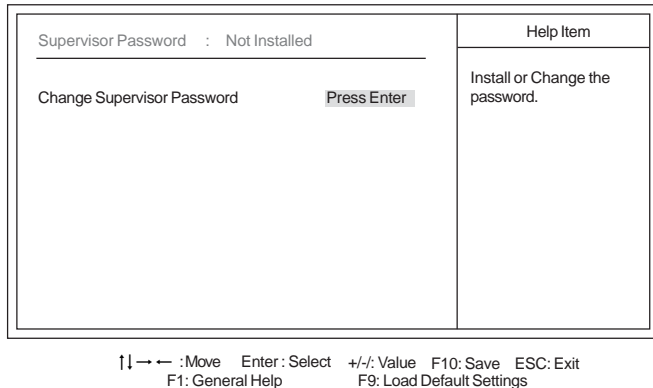 Supervisor Password : Not Installed
Change Supervisor Password Press Enter
Help Item
Install or Change the
password.
↑↓→← :Move Enter : Select +/-/: Value F10: Save ESC: Exit
F1: General Help F9: Load Default Settings